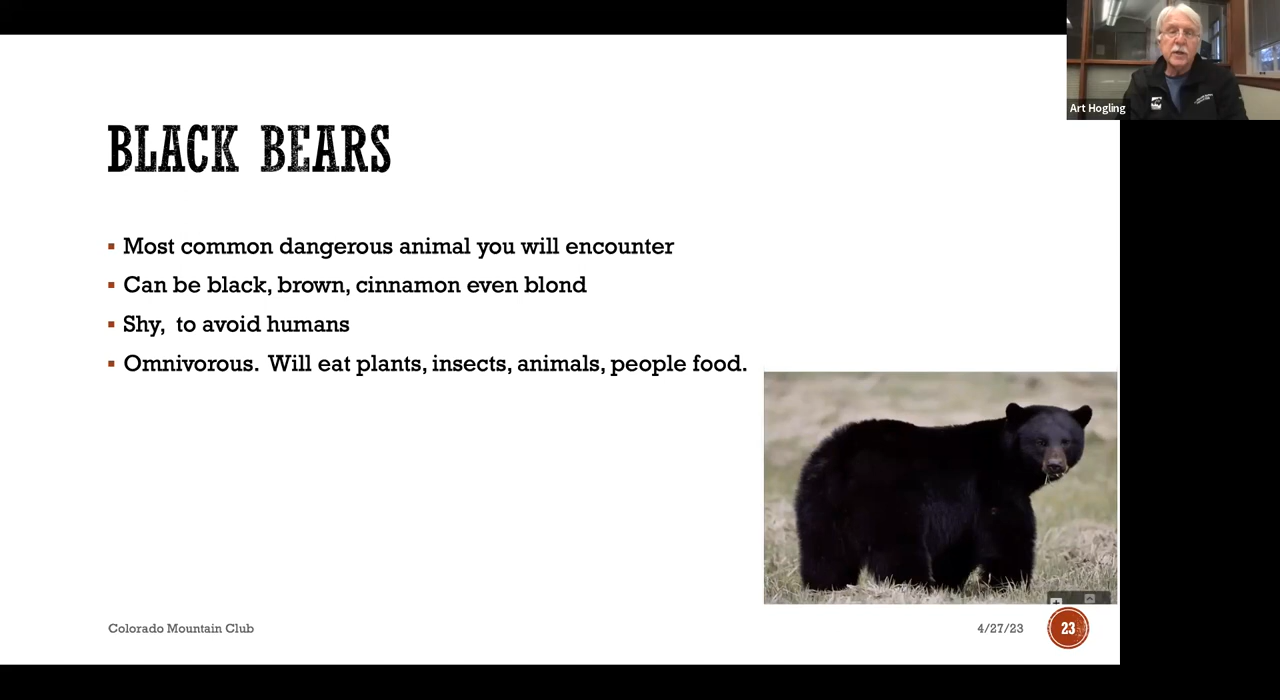 Art Hogling
BLACK BEARS
Most common dangerous animal you will encounter
Can be black, brown, cinnamon even blond
Shy,  to avoid humans
Omnivorous.  Will eat plants, insects, animals, people food.
Colorado Mountain Club
4/27/23
23